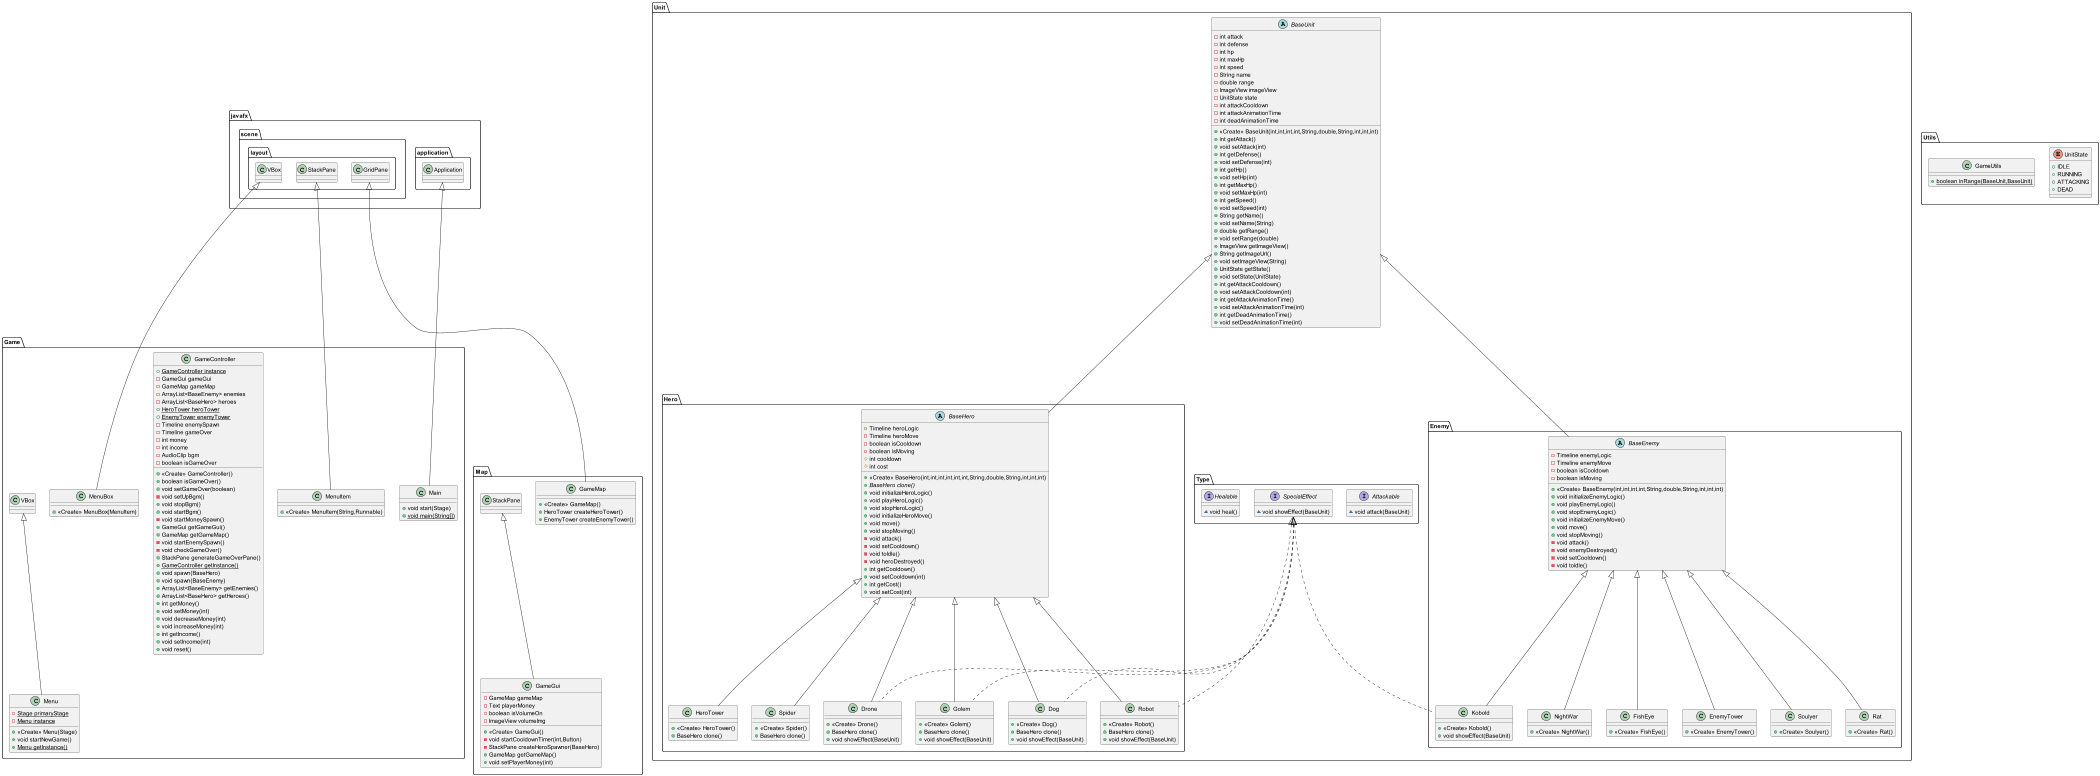 javafx
scene
layout
VBox
StackPane
GridPane
application
Application
Game
GameController
GameController instance
GameGui gameGui
GameMap gameMap
ArrayList<BaseEnemy> enemies
ArrayList<BaseHero> heroes
HeroTower heroTower
EnemyTower enemyTower
Timeline enemySpawn
Timeline gameOver
int money
int income
AudioClip bgm
boolean isGameOver
«Create» GameController()
boolean isGameOver()
void setGameOver(boolean)
void setUpBgm()
void stopBgm()
void startBgm()
void startMoneySpawn()
GameGui getGameGui()
GameMap getGameMap()
void startEnemySpawn()
void checkGameOver()
StackPane generateGameOverPane()
GameController getInstance()
void spawn(BaseHero)
void spawn(BaseEnemy)
ArrayList<BaseEnemy> getEnemies()
ArrayList<BaseHero> getHeroes()
int getMoney()
void setMoney(int)
void decreaseMoney(int)
void increaseMoney(int)
int getIncome()
void setIncome(int)
void reset()
VBox
MenuBox
«Create» MenuBox(MenuItem)
MenuItem
«Create» MenuItem(String,Runnable)
Main
void start(Stage)
void main(String[])
Menu
Stage primaryStage
Menu instance
«Create» Menu(Stage)
void startNewGame()
Menu getInstance()
Map
StackPane
GameMap
«Create» GameMap()
HeroTower createHeroTower()
EnemyTower createEnemyTower()
GameGui
GameMap gameMap
Text playerMoney
boolean isVolumeOn
ImageView volumeImg
«Create» GameGui()
void startCooldownTimer(int,Button)
StackPane createHeroSpawner(BaseHero)
GameMap getGameMap()
void setPlayerMoney(int)
Unit
BaseUnit
int attack
int defense
int hp
int maxHp
int speed
String name
double range
ImageView imageView
UnitState state
int attackCooldown
int attackAnimationTime
int deadAnimationTime
«Create» BaseUnit(int,int,int,int,String,double,String,int,int,int)
int getAttack()
void setAttack(int)
int getDefense()
void setDefense(int)
int getHp()
void setHp(int)
int getMaxHp()
void setMaxHp(int)
int getSpeed()
void setSpeed(int)
String getName()
void setName(String)
double getRange()
void setRange(double)
ImageView getImageView()
String getImageUrl()
void setImageView(String)
UnitState getState()
void setState(UnitState)
int getAttackCooldown()
void setAttackCooldown(int)
int getAttackAnimationTime()
void setAttackAnimationTime(int)
int getDeadAnimationTime()
void setDeadAnimationTime(int)
Hero
BaseHero
Timeline heroLogic
Timeline heroMove
boolean isCooldown
boolean isMoving
int cooldown
int cost
«Create» BaseHero(int,int,int,int,int,int,String,double,String,int,int,int)
BaseHero clone()
void initializeHeroLogic()
void playHeroLogic()
void stopHeroLogic()
void initializeHeroMove()
void move()
void stopMoving()
void attack()
void setCooldown()
void toIdle()
void heroDestroyed()
int getCooldown()
void setCooldown(int)
int getCost()
void setCost(int)
HeroTower
«Create» HeroTower()
BaseHero clone()
Spider
«Create» Spider()
BaseHero clone()
Drone
«Create» Drone()
BaseHero clone()
void showEffect(BaseUnit)
Golem
«Create» Golem()
BaseHero clone()
void showEffect(BaseUnit)
Dog
«Create» Dog()
BaseHero clone()
void showEffect(BaseUnit)
Robot
«Create» Robot()
BaseHero clone()
void showEffect(BaseUnit)
Type
Healable
void heal()
SpecialEffect
void showEffect(BaseUnit)
Attackable
void attack(BaseUnit)
Enemy
BaseEnemy
Timeline enemyLogic
Timeline enemyMove
boolean isCooldown
boolean isMoving
«Create» BaseEnemy(int,int,int,int,String,double,String,int,int,int)
void initializeEnemyLogic()
void playEnemyLogic()
void stopEnemyLogic()
void initializeEnemyMove()
void move()
void stopMoving()
void attack()
void enemyDestroyed()
void setCooldown()
void toIdle()
Kobold
«Create» Kobold()
void showEffect(BaseUnit)
NightWar
«Create» NightWar()
FishEye
«Create» FishEye()
EnemyTower
«Create» EnemyTower()
Soulyer
«Create» Soulyer()
Rat
«Create» Rat()
Utils
GameUtils
boolean inRange(BaseUnit,BaseUnit)
UnitState
IDLE
RUNNING
ATTACKING
DEAD